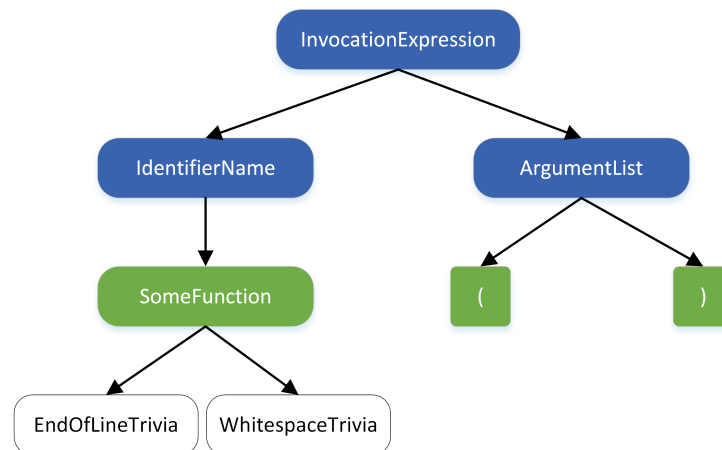 InvocationExpression
IdentifierName
ArgumentList
SomeFunction
(
)
EndOfLineTrivia
WhitespaceTrivia